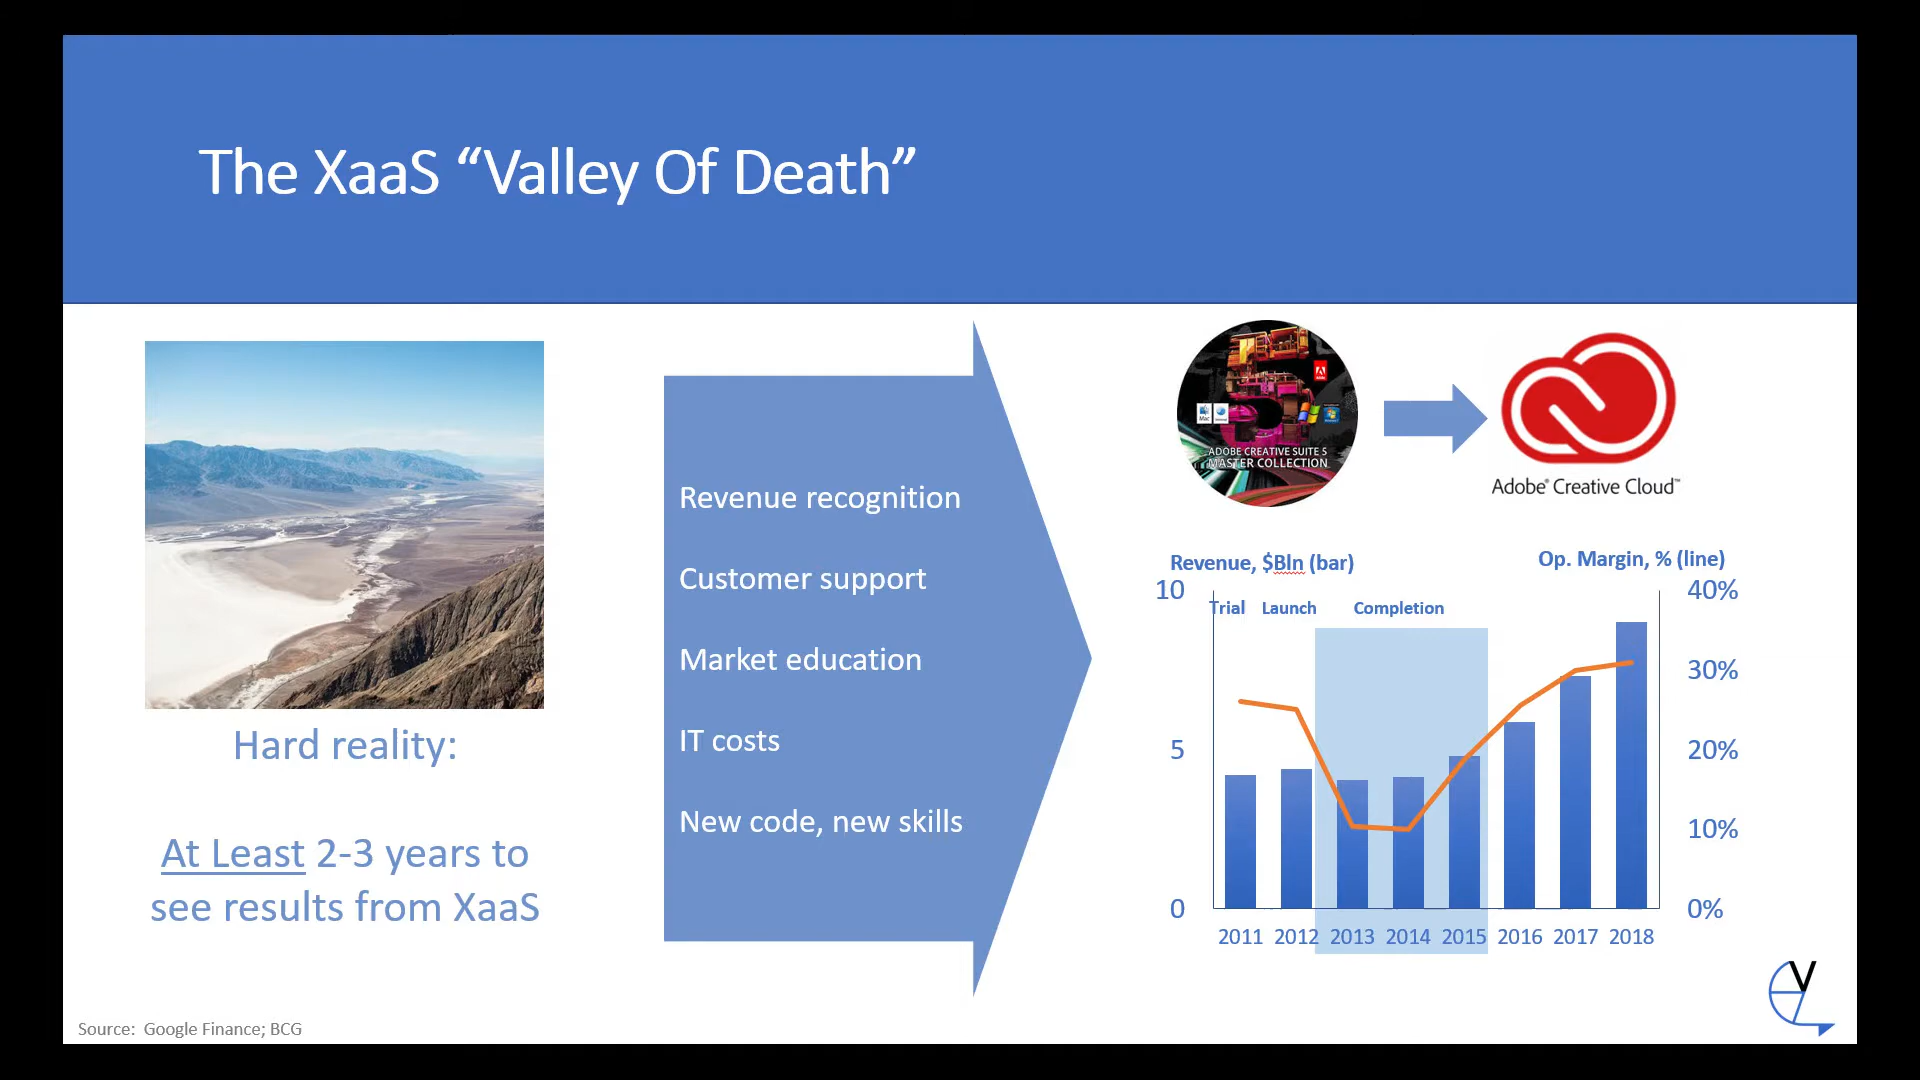 The XaaS “Valley Of Death”
Hard reality:
At Least 2-3 years to
see results from XaaS
Revenue recognition
Customer support
Market education
IT costs
New code, new skills
ADOBE CREATIVE SUITE 5
MASTER COLLECTION
Adobe® Creative Cloud™
Revenue, $Bln (bar)
Op. Margin, % (line)
10
40%
Trial
Launch
Completion
30%
5
20%
10%
0
0%
2011 2012 2013 2014 2015 2016 2017 2018
V
Source: Google Finance; BCG